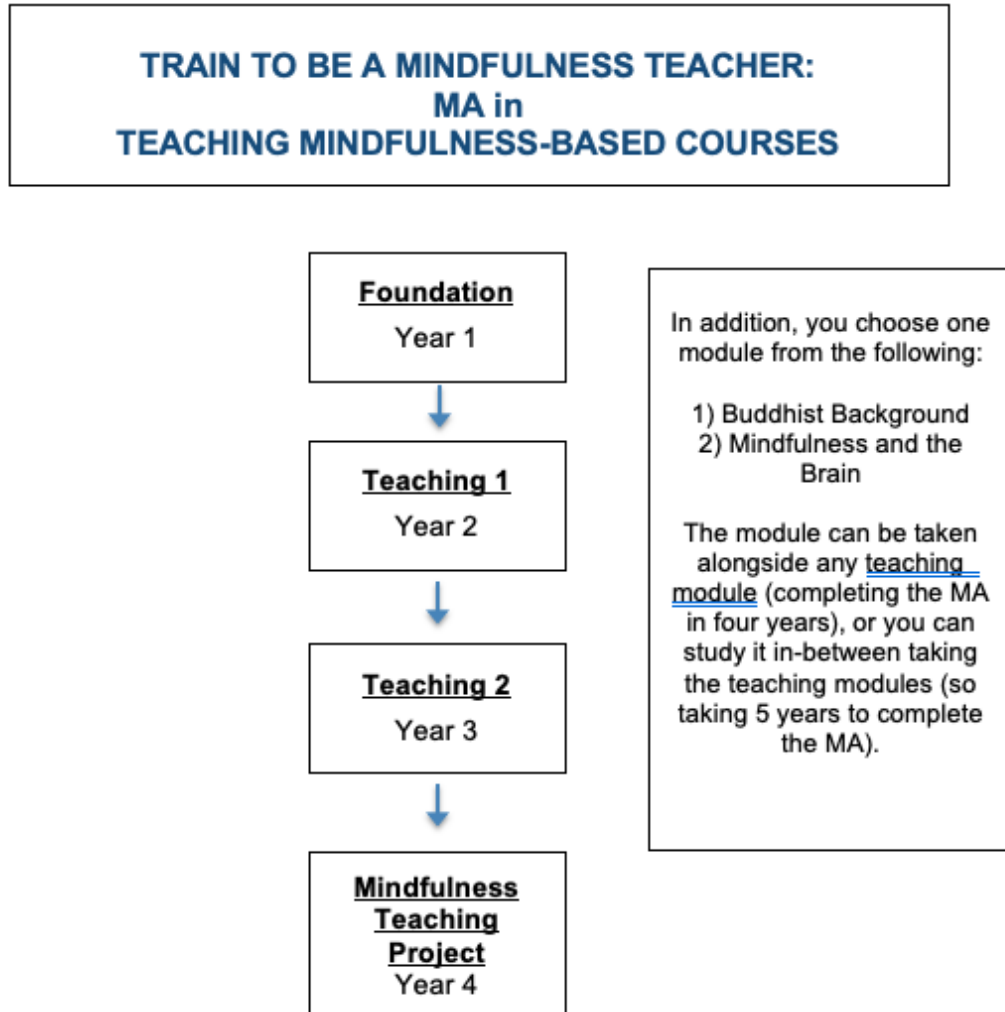 TRAIN TO BE A MINDFULNESS TEACHER:
MA in
TEACHING MINDFULNESS-BASED COURSES
Foundation
Year 1
Teaching 1
Year 2
Teaching 2
Year 3
Mindfulness
Teaching
Project
Year 4
In addition, you choose one
module from the following:
1) Buddhist Background
2) Mindfulness and the
Brain
The module can be taken
alongside any teaching
module (completing the MA
in four years), or you can
study it in-between taking
the teaching modules (so
taking 5 years to complete
the MA).